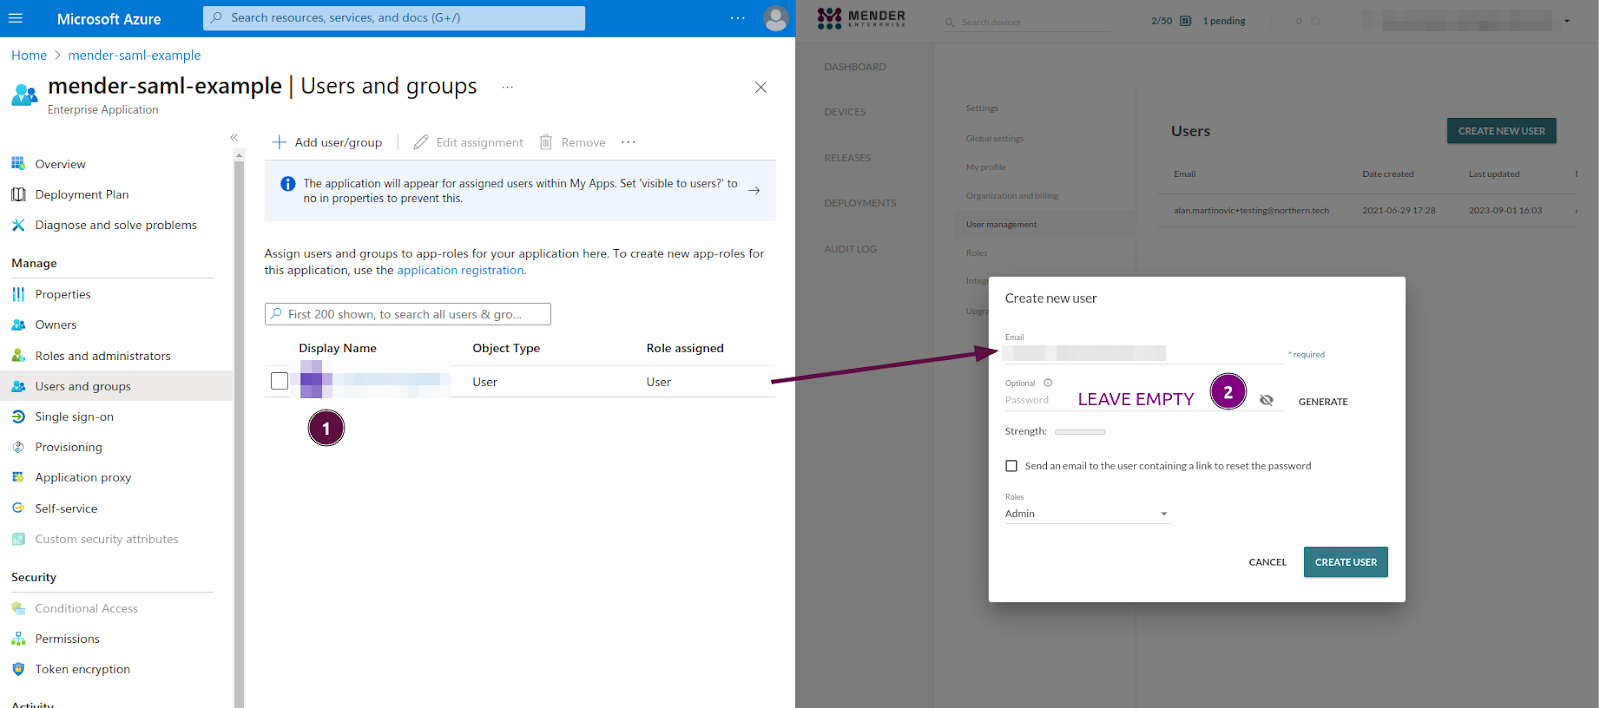 Microsoft Azure
Search resources, services, and docs (G+/)
...
Home > mender-saml-example
mender-saml-example | Users and groups ...
Enterprise Application
«
Overview
Deployment Plan
Diagnose and solve problems
Manage
Properties
Owners
Roles and administrators
Users and groups
Single sign-on
Provisioning
Application proxy
Self-service
Custom security attributes
Security
Conditional Access
Permissions
Token encryption
Activity
Add user/group
Edit assignment
Remove
...
The application will appear for assigned users within My Apps. Set 'visible to users?' to
no in properties to prevent this.
Assign users and groups to app-roles for your application here. To create new app-roles for
this application, use the application registration.
First 200 shown, to search all users & gro...
Display Name Object Type Role assigned
User User
1
MENDER
ENTERPRISE
Search devices
2/50 1 pending
0
DASHBOARD
DEVICES
RELEASES
DEPLOYMENTS
AUDIT LOG
Settings
Global settings
My profile
Organization and billing
User management
Roles
Integ
Upgra
Users
CREATE NEW USER
Email Date created Last updated
alan.martinovic+testing@northern.tech 2021-06-29 17:28 2023-09-01 16:03
Create new user
Email
* required
Optional
Password
LEAVE EMPTY
2
GENERATE
Strength:
Send an email to the user containing a link to reset the password
Roles
Admin
CANCEL
CREATE USER